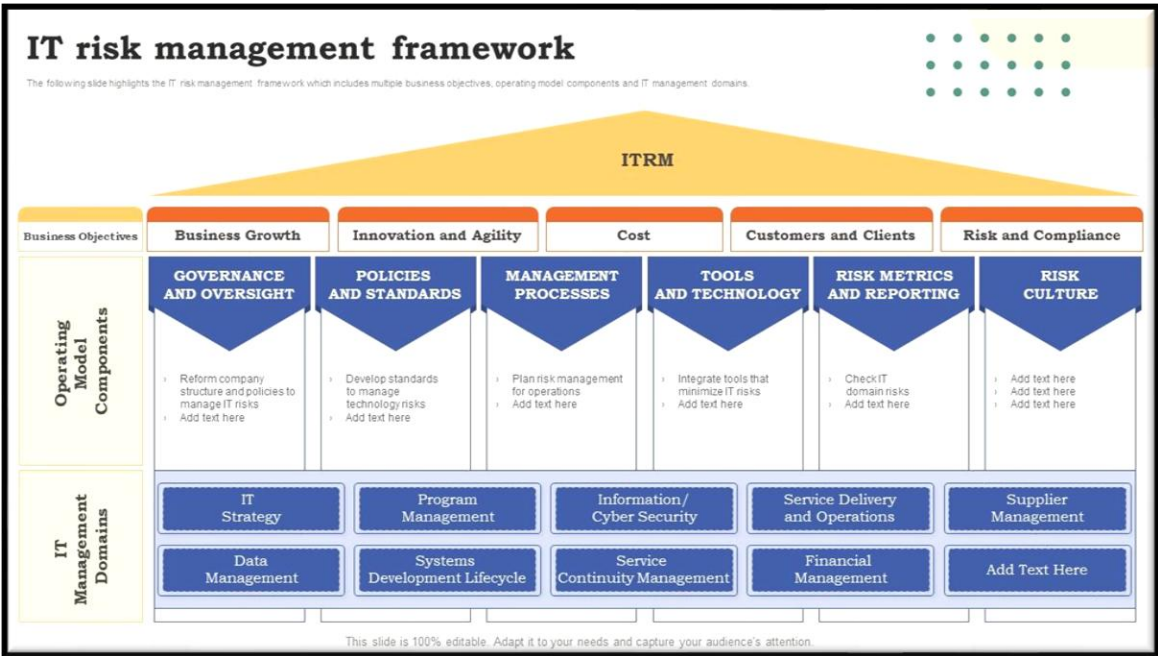 IT risk management framework
The following slide highlights the IT risk management framework which includes multiple business objectives, operating model components and IT management domains.
ITRM
Business Objectives
Business Growth
Innovation and Agility
Cost
Customers and Clients
Risk and Compliance
Operating
Model
Components
GOVERNANCE
AND OVERSIGHT
POLICIES
AND STANDARDS
MANAGEMENT
PROCESSES
TOOLS
AND TECHNOLOGY
RISK METRICS
AND REPORTING
RISK
CULTURE
› Reform company
structure and policies to
manage IT risks
› Add text here
› Develop standards
to manage
technology risks
› Add text here
› Plan risk management
for operations
› Add text here
› Integrate tools that
minimize IT risks
› Add text here
› Check IT
domain risks
› Add text here
› Add text here
› Add text here
› Add text here
IT
Management
Domains
IT
Strategy
Program
Management
Information/
Cyber Security
Service Delivery
and Operations
Supplier
Management
Data
Management
Systems
Development Lifecycle
Service
Continuity Management
Financial
Management
Add Text Here
This slide is 100% editable. Adapt it to your needs and capture your audience's attention.